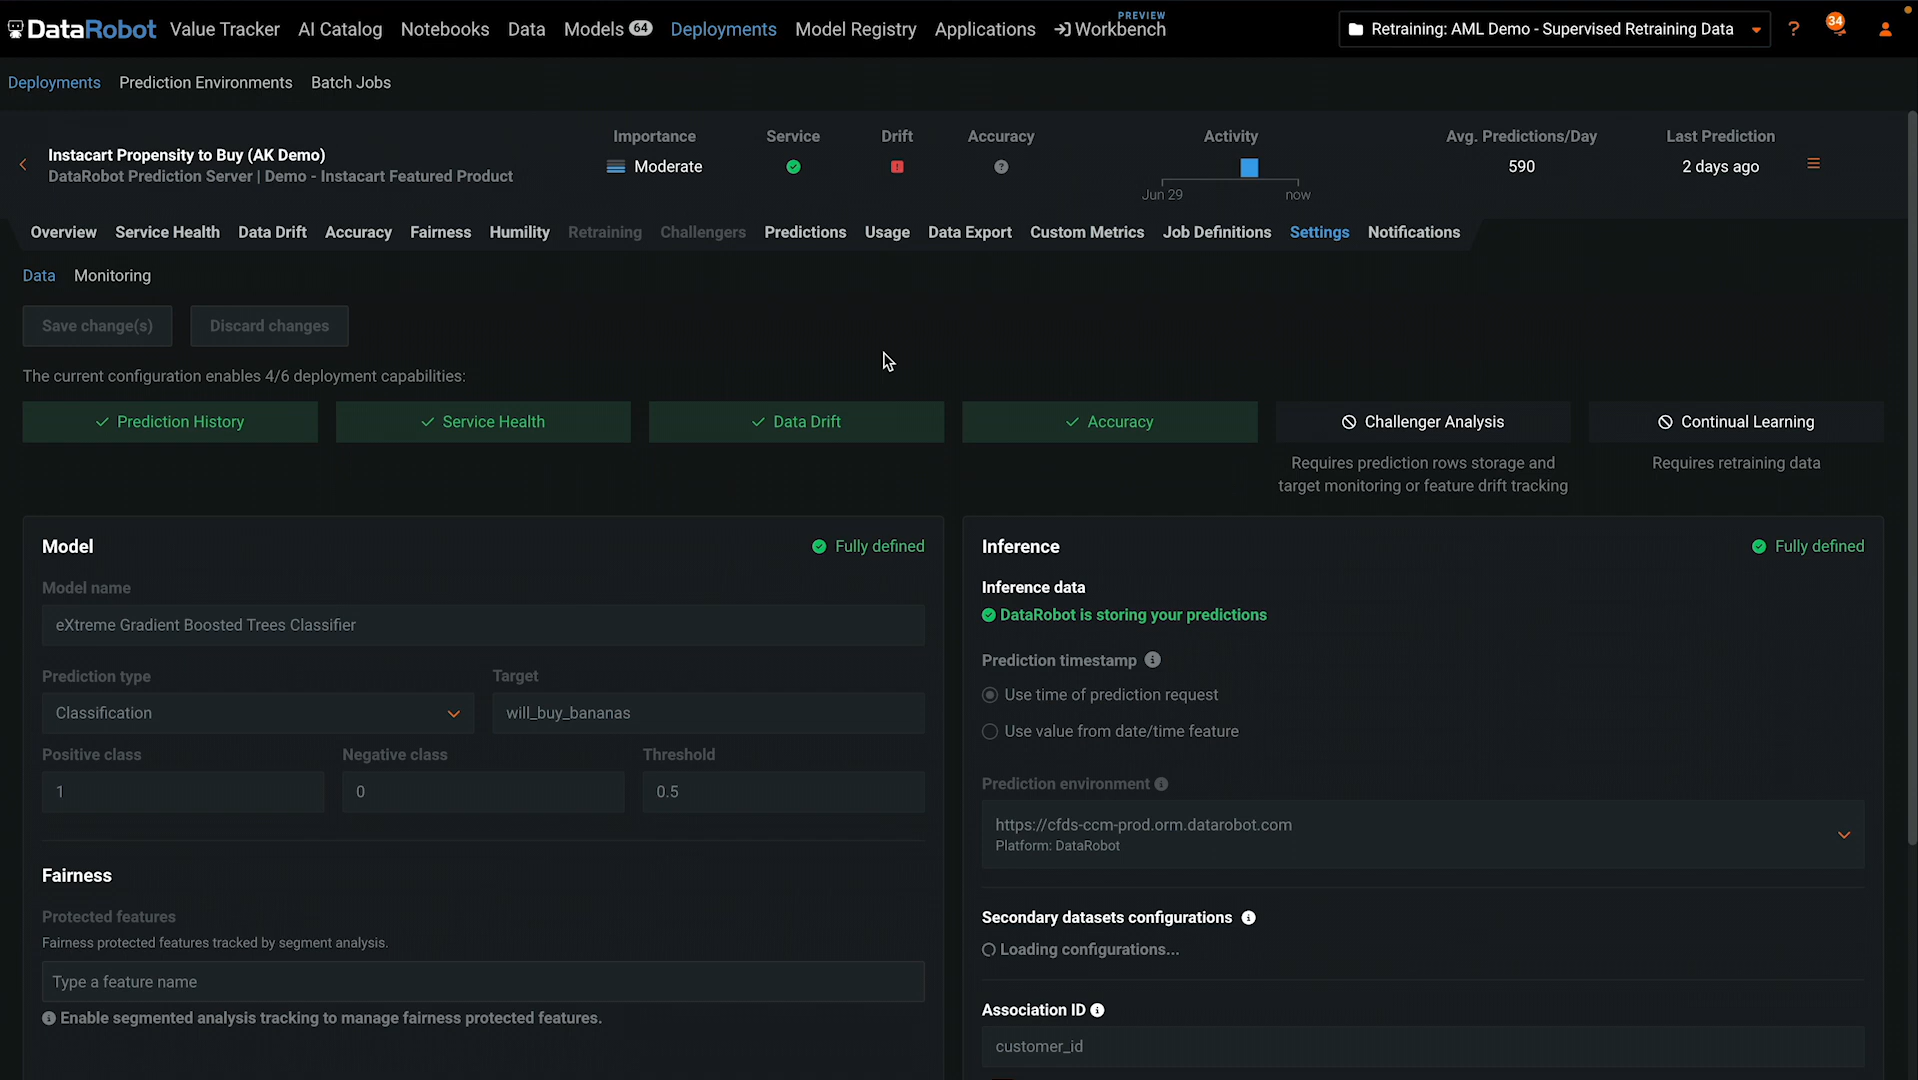 DataRobot Value Tracker AI Catalog Notebooks Data Models 64 Deployments Model Registry Applications PREVIEW Workbench Retraining: AML Demo - Supervised Retraining Data ? 34
Deployments Prediction Environments Batch Jobs
Importance Service Drift Accuracy Activity Avg. Predictions/Day Last Prediction
Instacart Propensity to Buy (AK Demo)
Moderate ! ? 590 2 days ago
DataRobot Prediction Server | Demo - Instacart Featured Product
Jun 29 now
Overview Service Health Data Drift Accuracy Fairness Humility Retraining Challengers Predictions Usage Data Export Custom Metrics Job Definitions Settings Notifications
Data Monitoring
Save change(s) Discard changes
The current configuration enables 4/6 deployment capabilities:
Prediction History Service Health Data Drift Accuracy Challenger Analysis Continual Learning
Requires prediction rows storage and
target monitoring or feature drift tracking
Requires retraining data
Model Fully defined
Model name
eXtreme Gradient Boosted Trees Classifier
Prediction type Target
Classification will_buy_bananas
Positive class Negative class Threshold
1 0 0.5
Fairness
Protected features
Fairness protected features tracked by segment analysis.
Type a feature name
Enable segmented analysis tracking to manage fairness protected features.
Inference Fully defined
Inference data
DataRobot is storing your predictions
Prediction timestamp
Use time of prediction request
Use value from date/time feature
Prediction environment
https://cfds-ccm-prod.orm.datarobot.com
Platform: DataRobot
Secondary datasets configurations
Loading configurations...
Association ID
customer_id